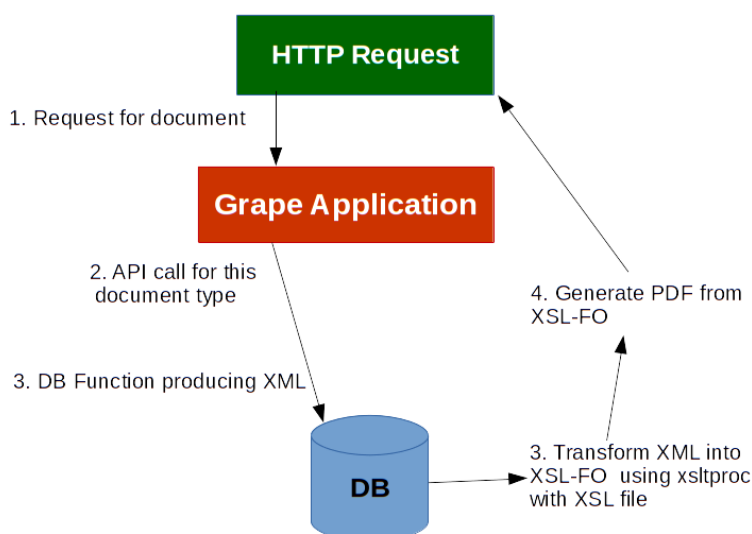 HTTP Request
1. Request for document
Grape Application
2. API call for this
document type
3. DB Function producing XML
DB
3. Transform XML into
XSL-FO  using xsltproc
with XSL file
4. Generate PDF from
XSL-FO